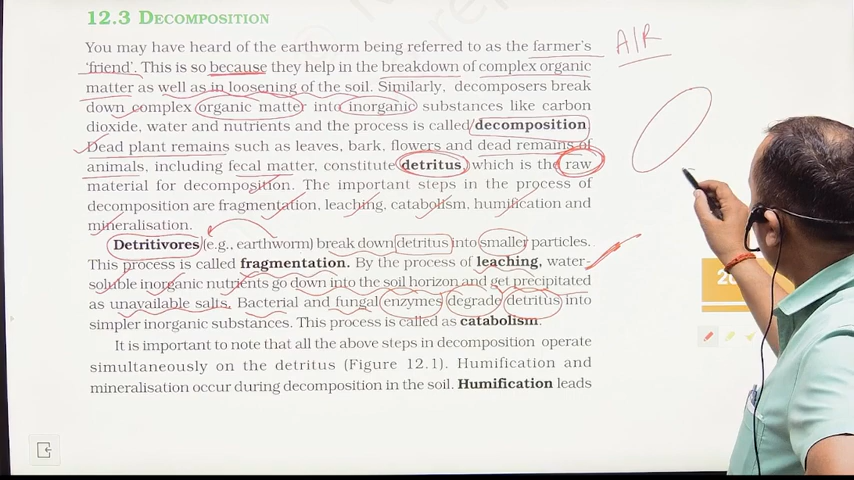 12.3 DECOMPOSITION
You may have heard of the earthworm being referred to as the farmer's
'friend'. This is so because they help in the breakdown of complex organic
matter as well as in loosening of the soil. Similarly, decomposers break
down complex organic matter into inorganic substances like carbon
dioxide, water and nutrients and the process is called decomposition
Dead plant remains such as leaves, bark, flowers and dead remains of
animals, including fecal matter, constitute detritus, which is the raw
material for decomposition. The important steps in the process of
decomposition are fragmentation, leaching, catabolism, humification and
mineralisation.
Detritivores (e.g., earthworm) break down detritus into smaller particles.
This process is called fragmentation. By the process of leaching, water-
soluble inorganic nutrients go down into the soil horizon and get precipitated
as unavailable salts. Bacterial and fungal enzymes degrade detritus into
simpler inorganic substances. This process is called as catabolism.
It is important to note that all the above steps in decomposition operate
simultaneously on the detritus (Figure 12.1). Humification and
mineralisation occur during decomposition in the soil. Humification leads
AIR